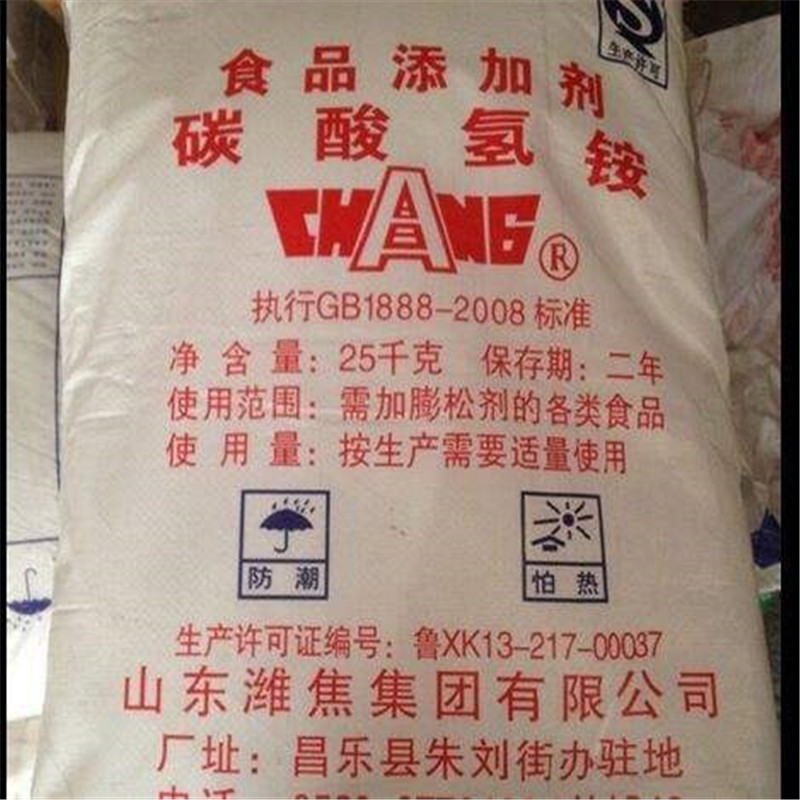 生产许可
食品添加剂
碳酸氢铵
CHANG®
执行GB1888-2008标准
净含量：25千克 保存期：二年
使用范围：需加膨松剂的各类食品
使用量：按生产需要适量使用
防潮 怕热
生产许可证编号：鲁XK13-217-00037
山东潍焦集团有限公司
厂址：昌乐县朱刘街办驻地